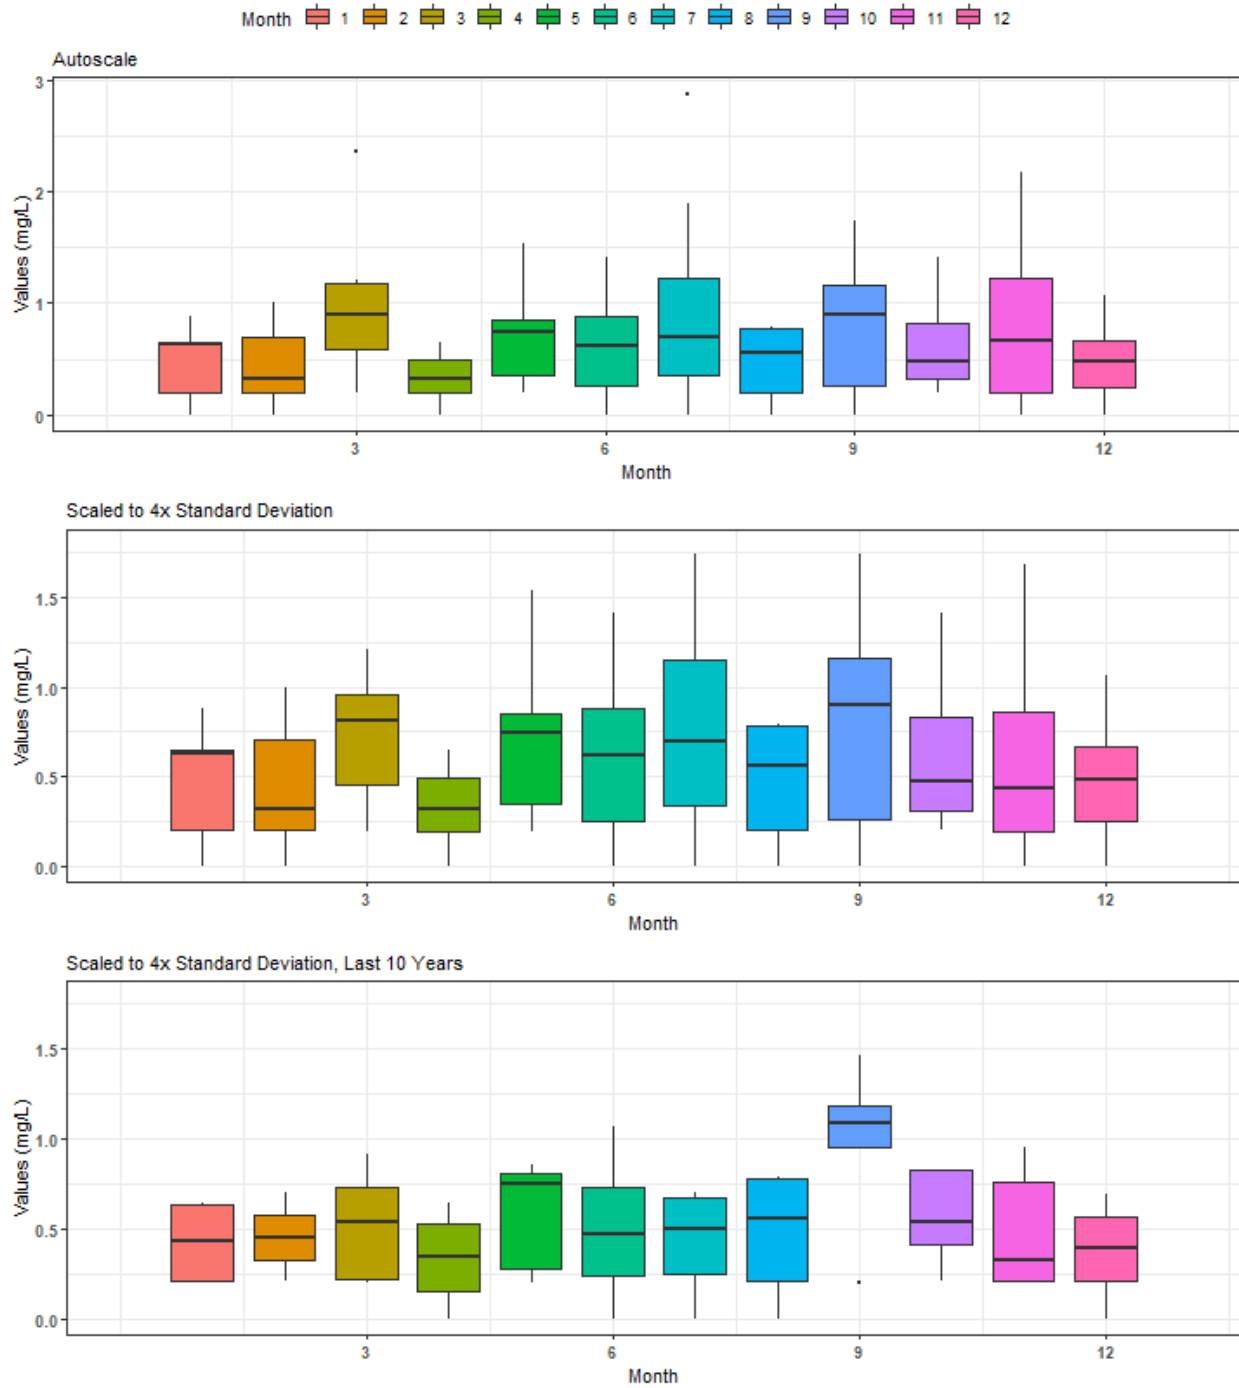 Month 1 2 3 4 5 6 7 8 9 10 11 12
Autoscale
Values (mg/L)
3
2
1
0
3 6 9 12
Month
Scaled to 4x Standard Deviation
Values (mg/L)
1.5
1.0
0.5
0.0
3 6 9 12
Month
Scaled to 4x Standard Deviation, Last 10 Years
Values (mg/L)
1.5
1.0
0.5
0.0
3 6 9 12
Month